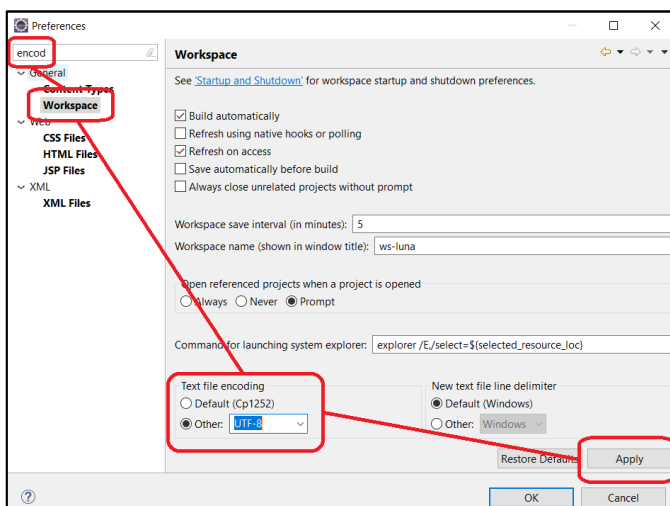 Preferences
encod
General
Content Types
Workspace
Web
CSS Files
HTML Files
JSP Files
XML
XML Files
Workspace
See 'Startup and Shutdown' for workspace startup and shutdown preferences.
Build automatically
Refresh using native hooks or polling
Refresh on access
Save automatically before build
Always close unrelated projects without prompt
Workspace save interval (in minutes): 5
Workspace name (shown in window title): ws-luna
Open referenced projects when a project is opened
Always Never Prompt
Command for launching system explorer: explorer /E,/select=${selected_resource_loc}
Text file encoding
Default (Cp1252)
Other: UTF-8
New text file line delimiter
Default (Windows)
Other: Windows
Restore Defaults Apply
OK Cancel